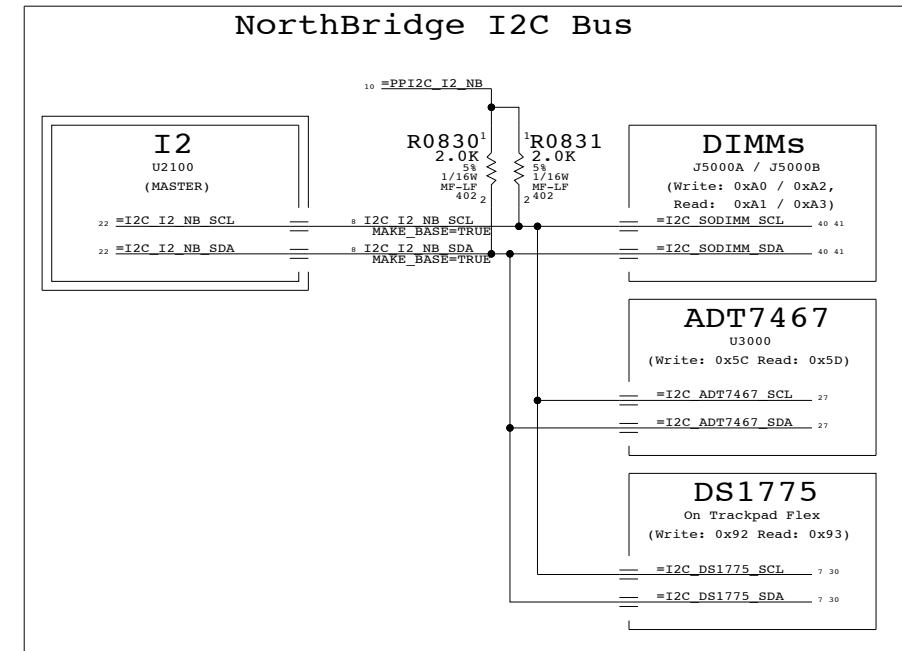 NorthBridge I2C Bus
10 =PPI2C_I2_NB
I2
U2100
(MASTER)
22 =I2C_I2_NB_SCL
22 =I2C_I2_NB_SDA
R0830 1
2.0K
5%
1/16W
MF-LF
402 2
1 R0831
2.0K
5%
1/16W
MF-LF
2 402
8 I2C_I2_NB_SCL
MAKE_BASE=TRUE
8 I2C_I2_NB_SDA
MAKE_BASE=TRUE
DIMMs
J5000A / J5000B
(Write: 0xA0 / 0xA2,
Read: 0xA1 / 0xA3)
=I2C_SODIMM_SCL 40 41
=I2C_SODIMM_SDA 40 41
ADT7467
U3000
(Write: 0x5C Read: 0x5D)
=I2C_ADT7467_SCL 27
=I2C_ADT7467_SDA 27
DS1775
On Trackpad Flex
(Write: 0x92 Read: 0x93)
=I2C_DS1775_SCL 7 30
=I2C_DS1775_SDA 7 30